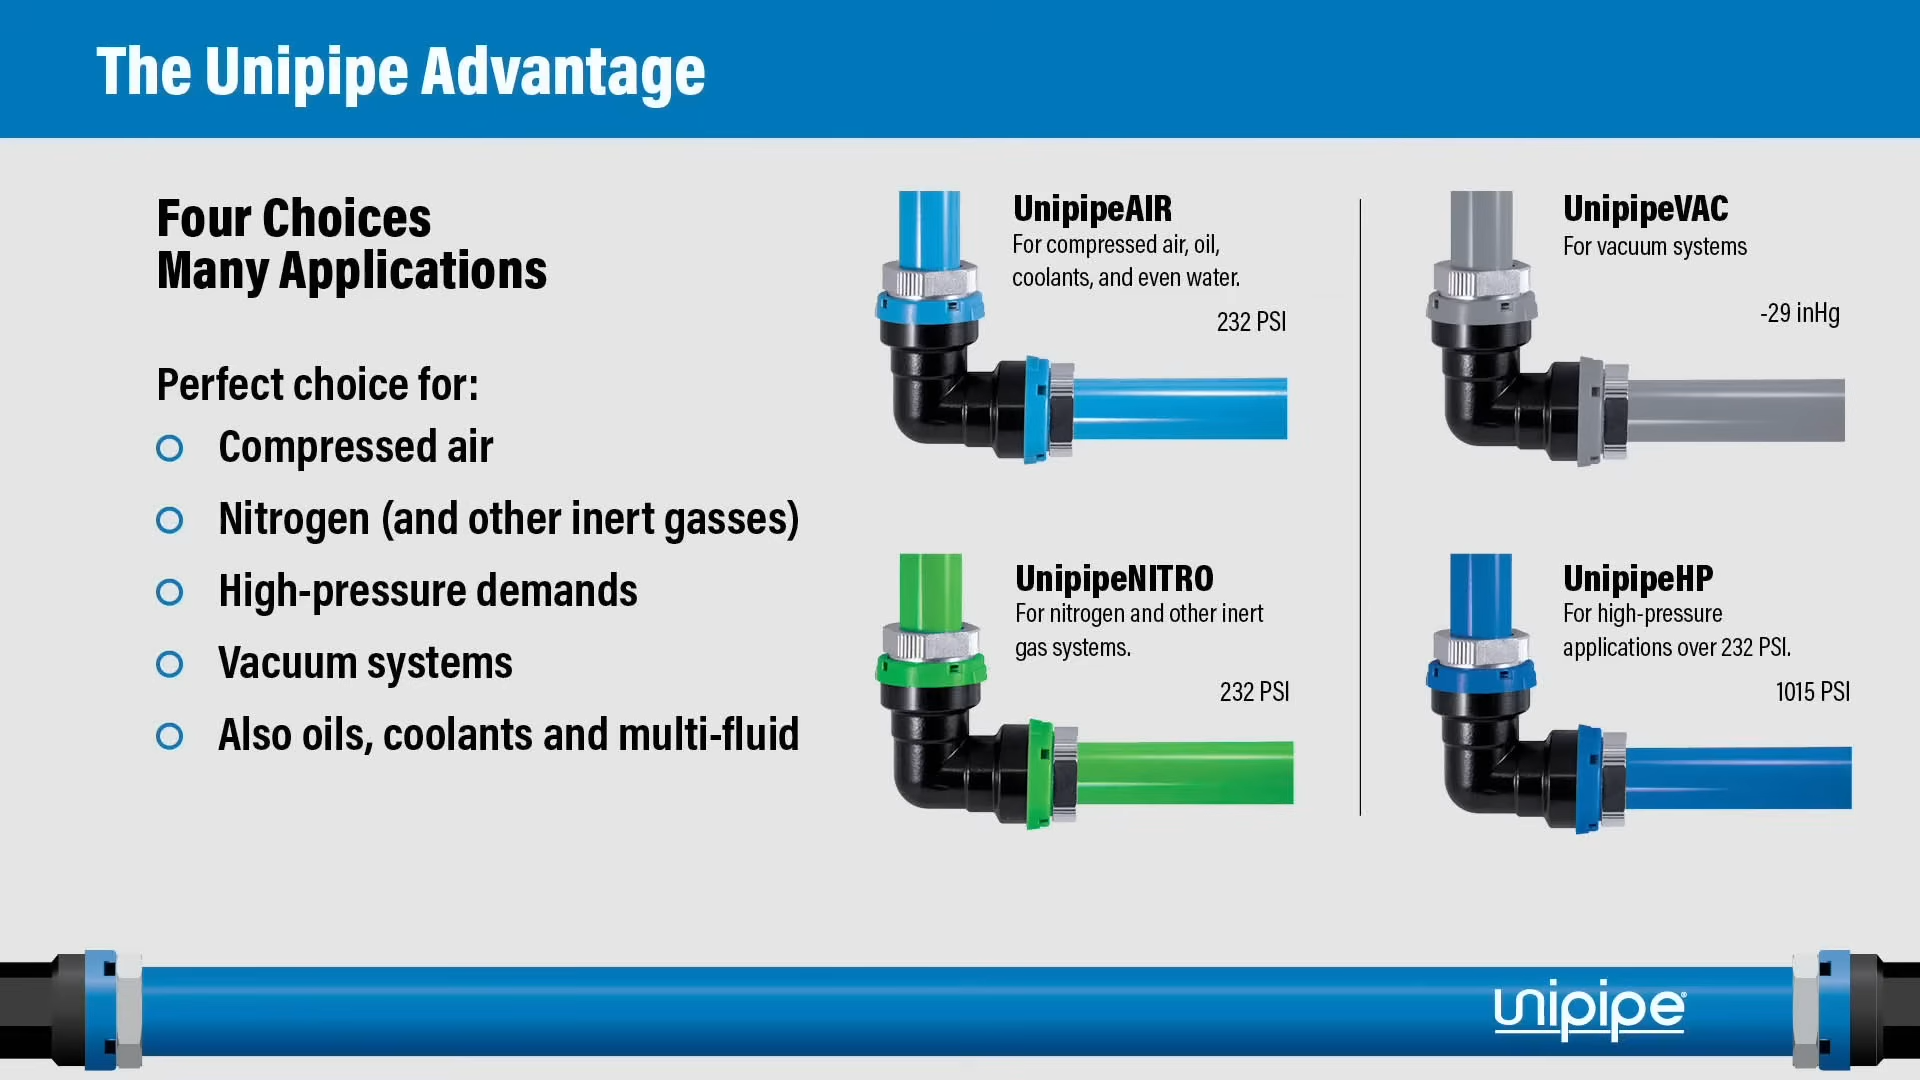 The Unipipe Advantage
Four Choices
Many Applications
Perfect choice for:
Compressed air
Nitrogen (and other inert gasses)
High-pressure demands
Vacuum systems
Also oils, coolants and multi-fluid
UnipipeAIR
For compressed air, oil,
coolants, and even water.
232 PSI
UnipipeVAC
For vacuum systems
-29 inHg
UnipipeNITRO
For nitrogen and other inert
gas systems.
232 PSI
UnipipeHP
For high-pressure
applications over 232 PSI.
1015 PSI
unipipe®